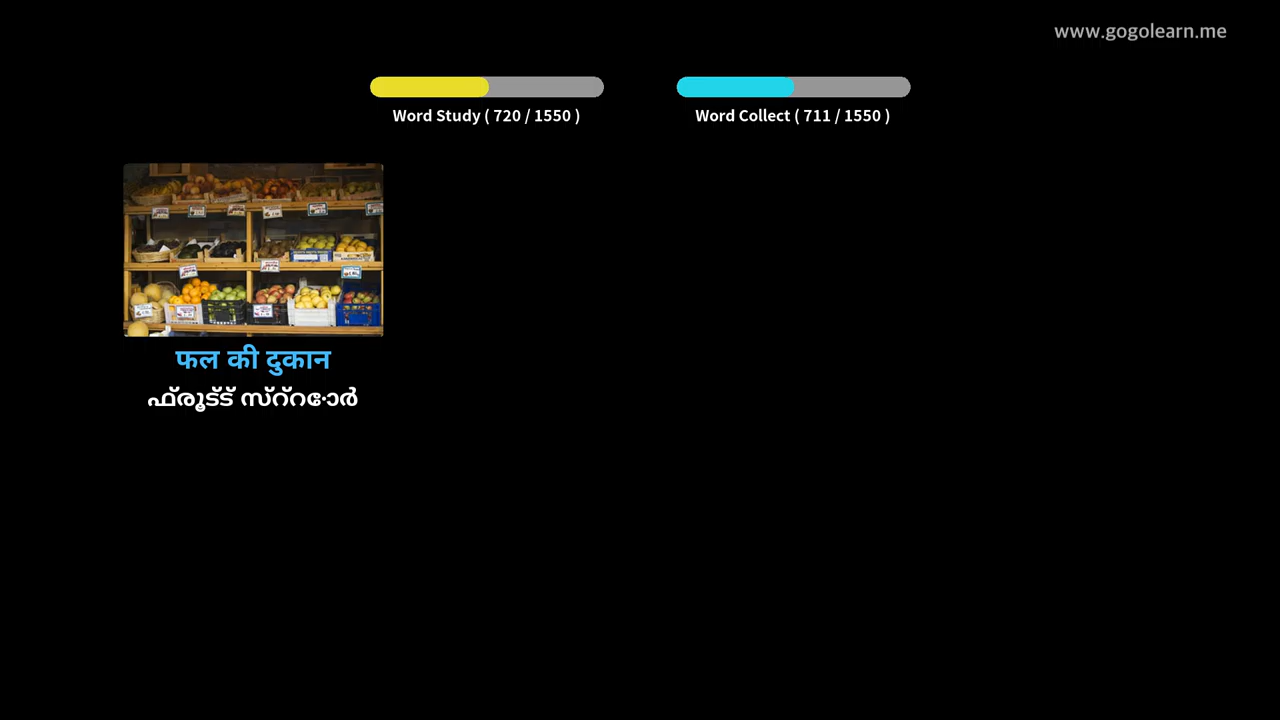 www.gogolearn.me
Word Study ( 720 / 1550 )
Word Collect ( 711 / 1550 )
फल की दुकान
ഫ്രൂട്ട് സ്റ്റോർ